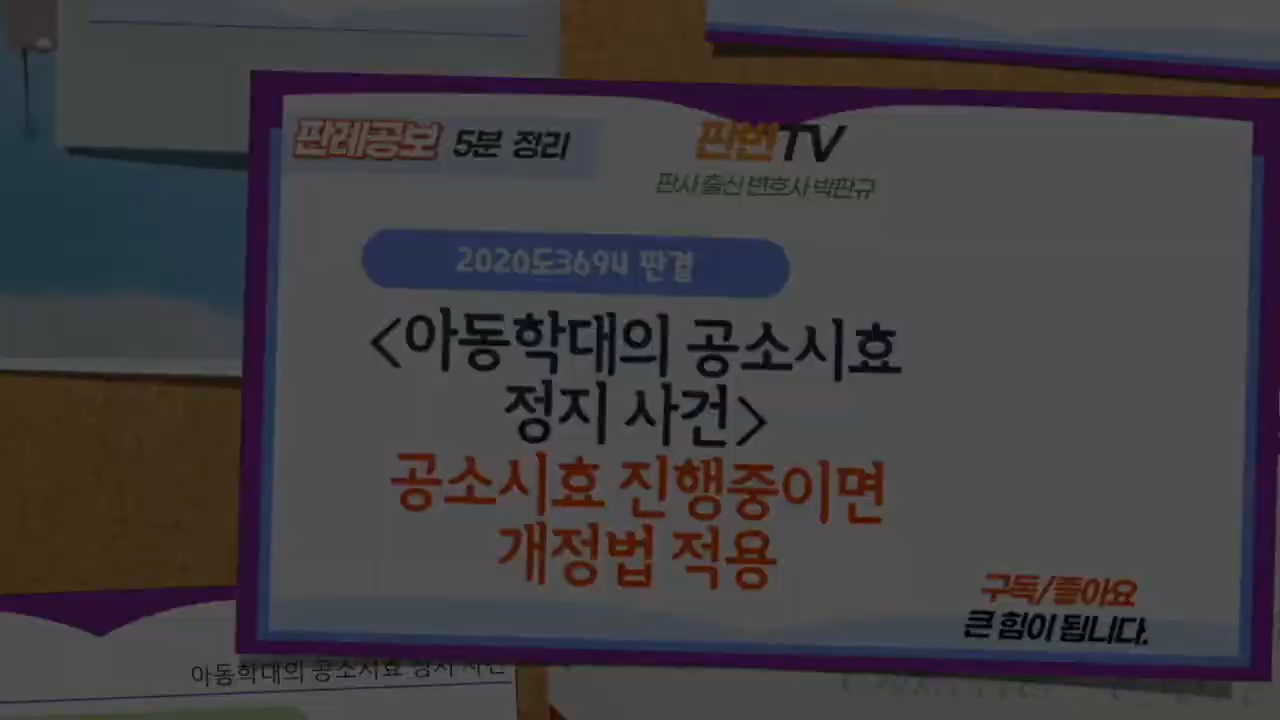 판례공보 5분 정리
판변TV
판사 출신 변호사 박판규
2020도3694 판결
<아동학대의 공소시효
정지 사건>
공소시효 진행중이면
개정법 적용
구독/좋아요
큰 힘이 됩니다.
아동학대의 공소시효 정지 사건